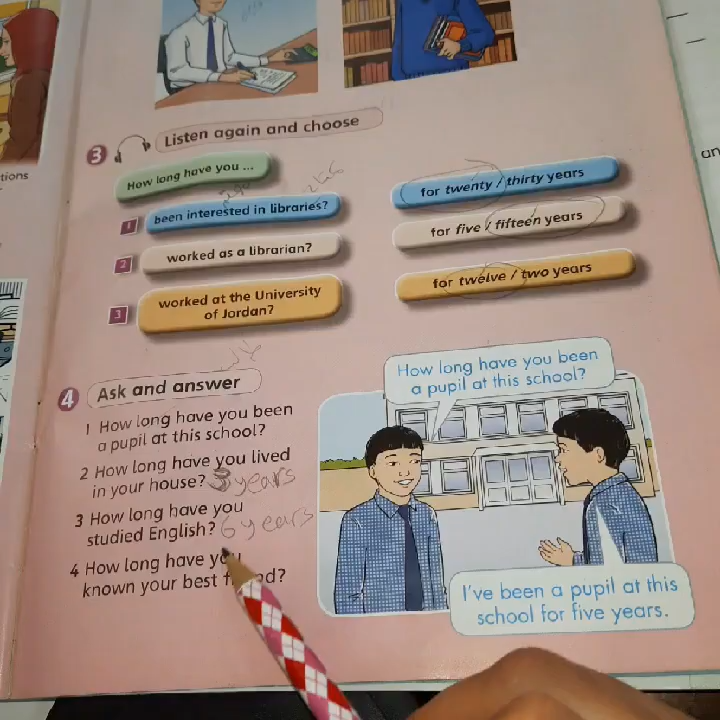 tions
an
3 Listen again and choose
How long have you ...
1 been interested in libraries?
for twenty / thirty years
2 worked as a librarian?
for five / fifteen years
3 worked at the University
of Jordan?
for twelve / two years
4 Ask and answer
1 How long have you been
a pupil at this school?
2 How long have you lived
in your house? 3 years
3 How long have you
studied English? 6 years
4 How long have you
known your best
How long have you been
a pupil at this school?
I've been a pupil at this
school for five years.